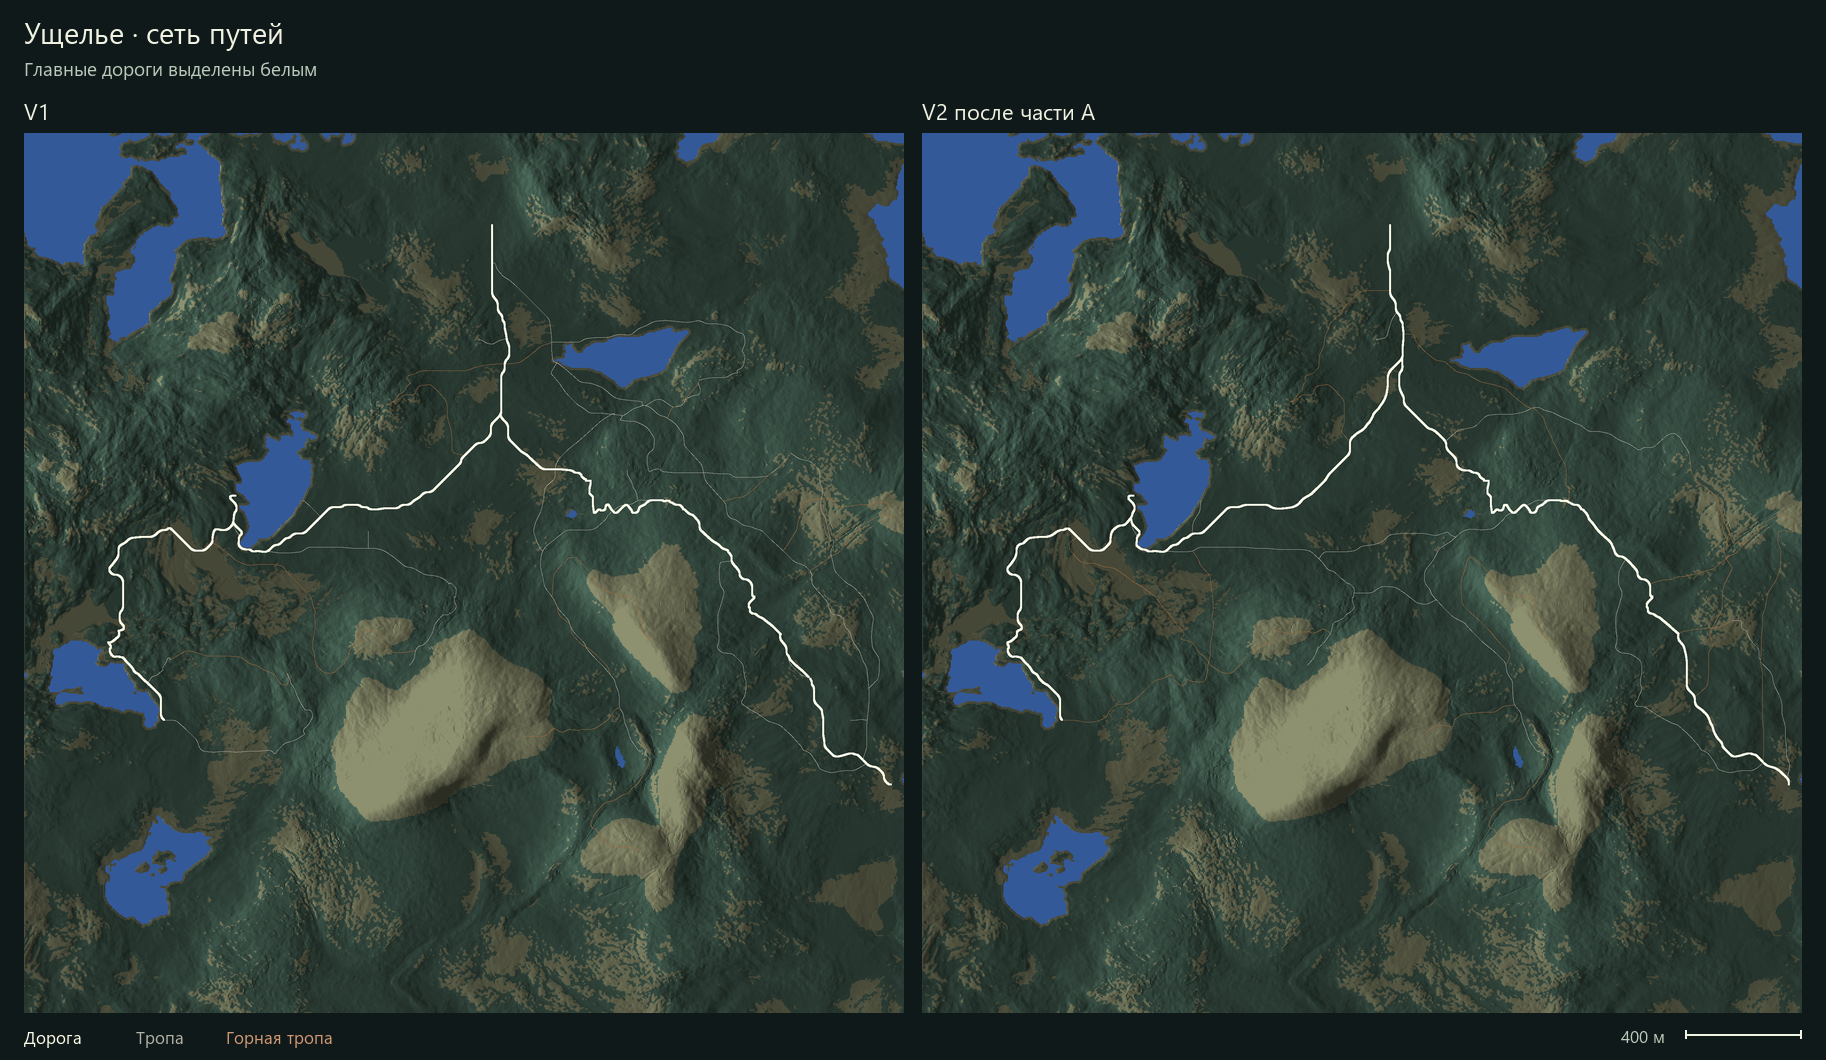 Ущелье · сеть путей
Главные дороги выделены белым
V1
V2 после части A
Дорога
Тропа
Горная тропа
400 м